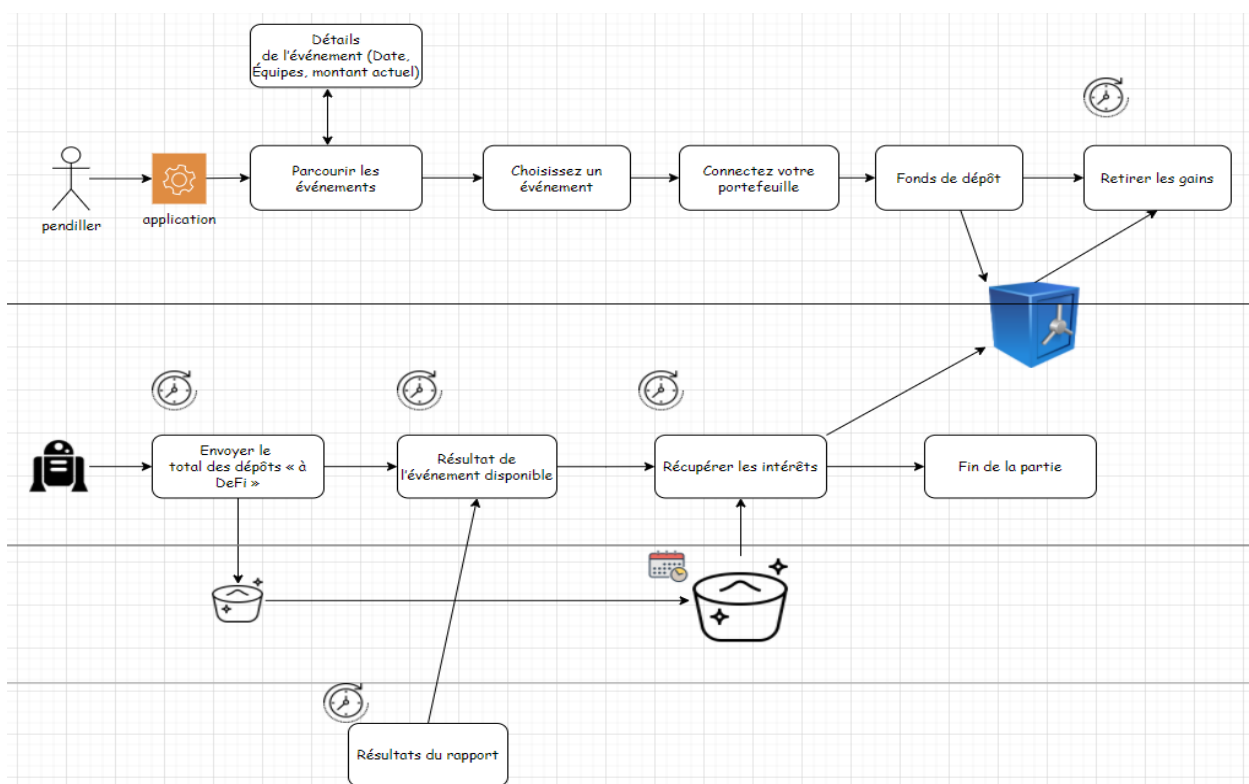 Détails
de l'événement (Date,
Équipes, montant actuel)
Parcourir les
événements
Choisissez un
événement
Connectez votre
portefeuille
Fonds de dépôt
Retirer les gains
pendiller
application
Envoyer le
total des dépôts « à
DeFi »
Résultat de
l'événement disponible
Récupérer les intérêts
Fin de la partie
Résultats du rapport